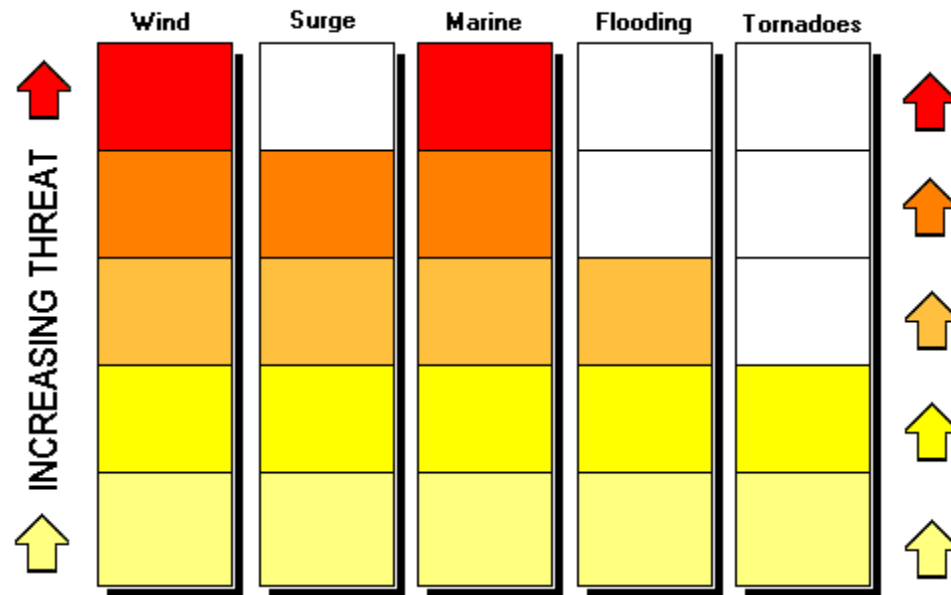 Wind
Surge
Marine
Flooding
Tornadoes
INCREASING THREAT